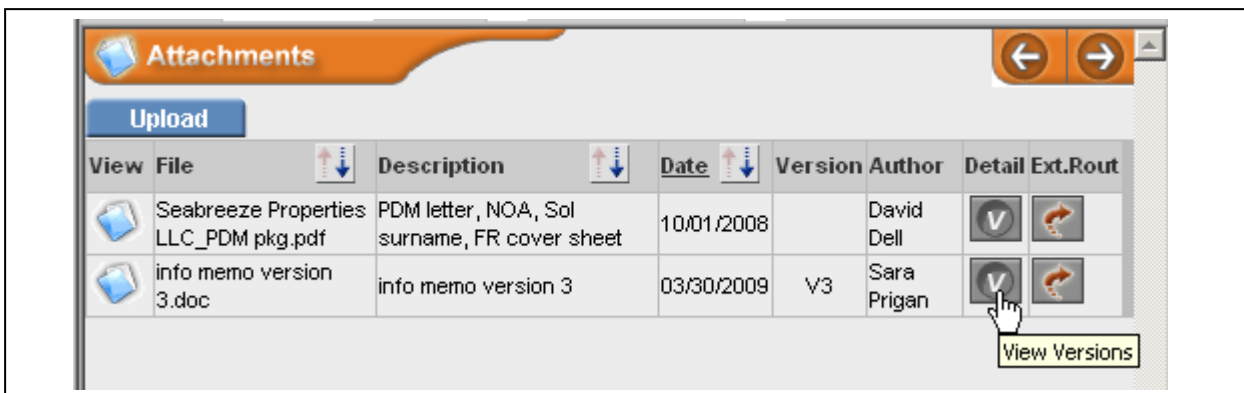 Attachments
Upload
View File Description Date Version Author Detail Ext.Rout
Seabreeze Properties PDM letter, NOA, Sol 10/01/2008 David V
LLC_PDM pkg.pdf surname, FR cover sheet Dell
info memo version info memo version 3 03/30/2009 V3 Sara V
3.doc Prigan
View Versions